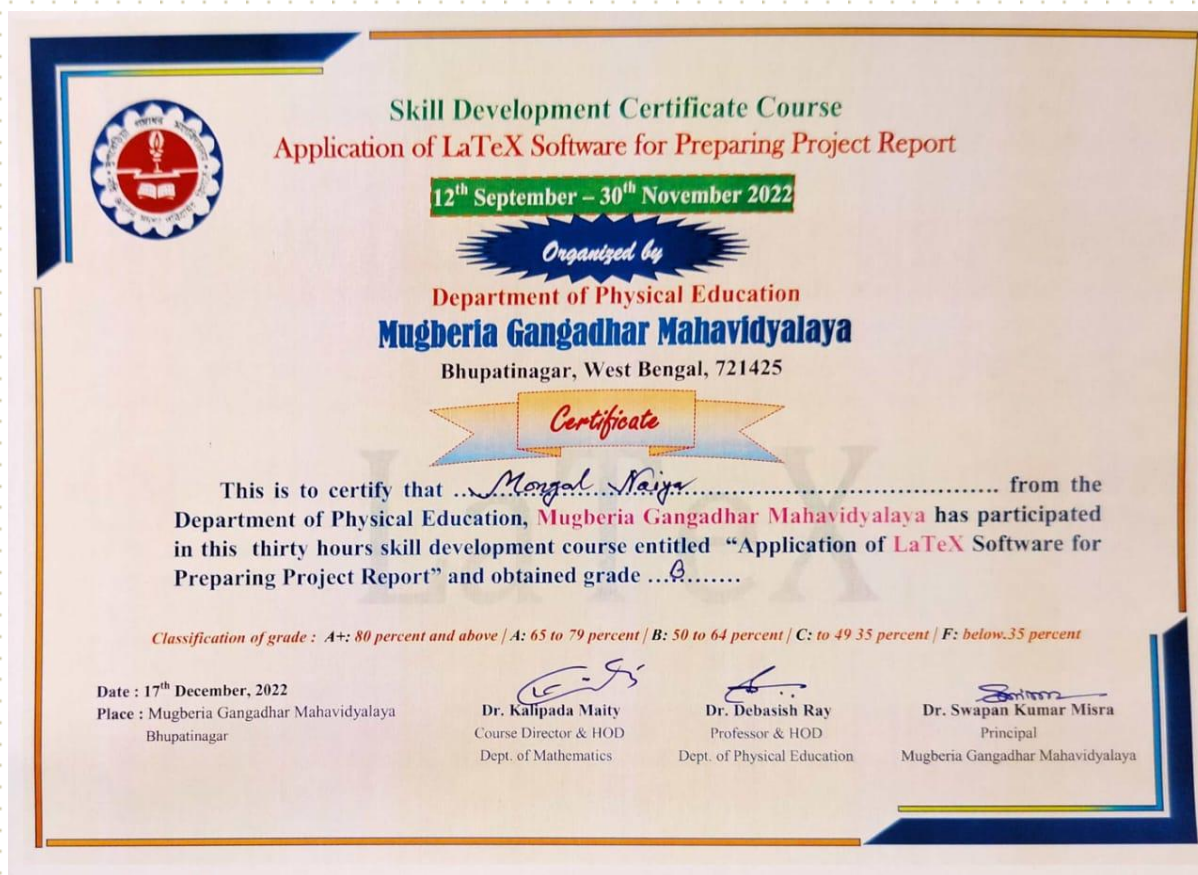 Skill Development Certificate Course
Application of LaTeX Software for Preparing Project Report
12th September – 30th November 2022
Organized by
Department of Physical Education
Mugberia Gangadhar Mahavidyalaya
Bhupatinagar, West Bengal, 721425
Certificate
LaTeX
This is to certify that ...Mongal Naiya.......................................... from the
Department of Physical Education, Mugberia Gangadhar Mahavidyalaya has participated
in this thirty hours skill development course entitled “Application of LaTeX Software for
Preparing Project Report” and obtained grade ...B.......
Classification of grade : A+: 80 percent and above | A: 65 to 79 percent | B: 50 to 64 percent | C: to 49 35 percent | F: below.35 percent
Date : 17th December, 2022
Place : Mugberia Gangadhar Mahavidyalaya
Bhupatinagar
Dr. Kalipada Maity
Course Director & HOD
Dept. of Mathematics
Dr. Debasish Ray
Professor & HOD
Dept. of Physical Education
Dr. Swapan Kumar Misra
Principal
Mugberia Gangadhar Mahavidyalaya